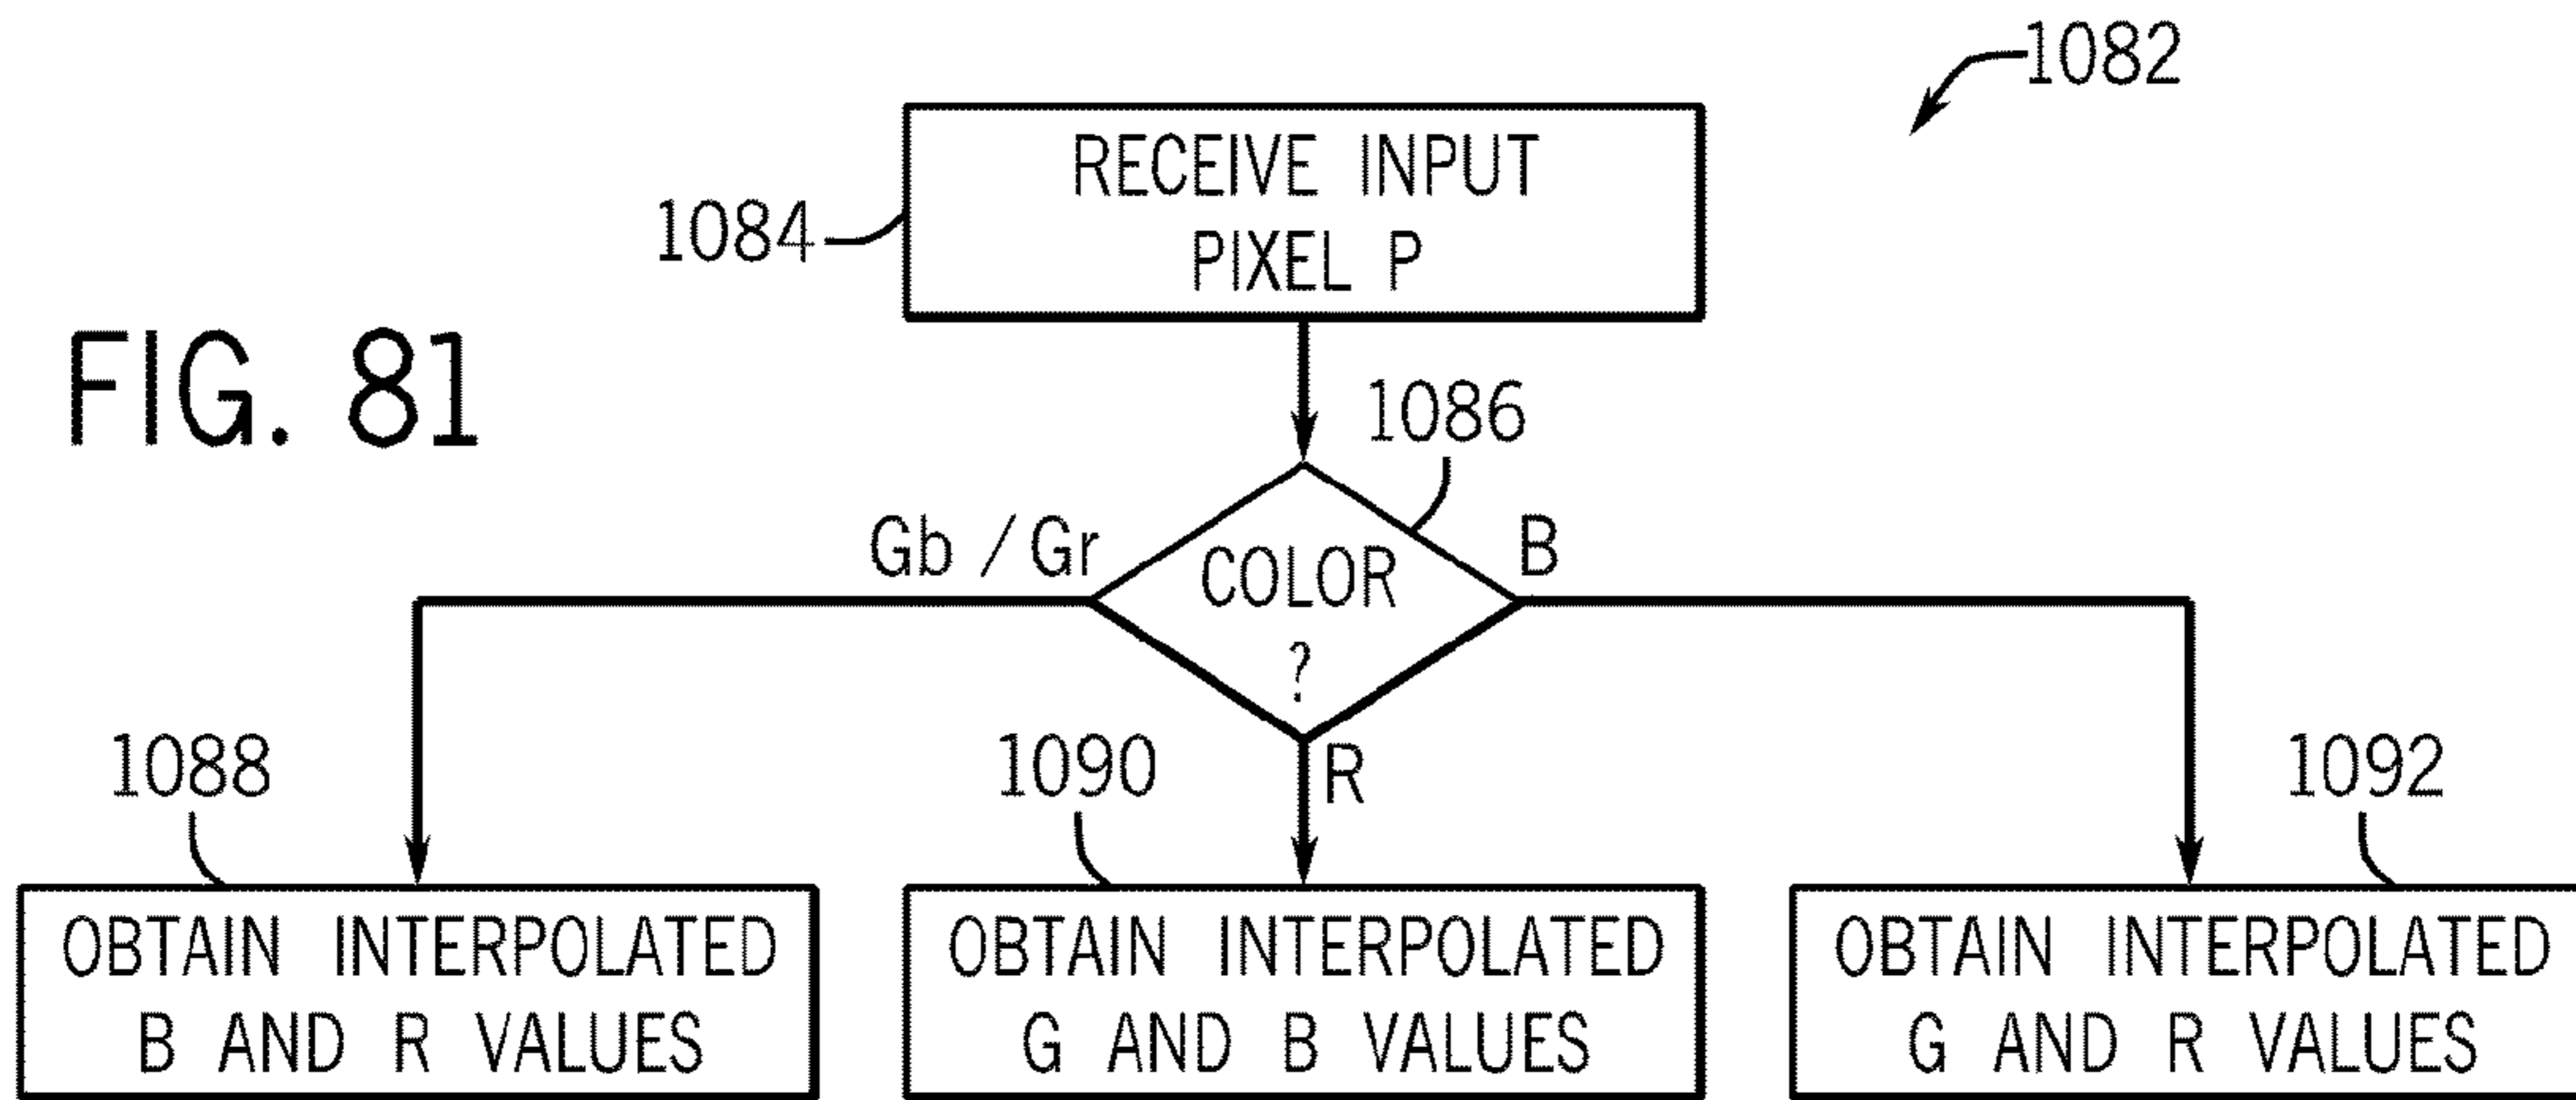 1082
RECEIVE INPUT
PIXEL P
1084
FIG. 81
1086
Gb / Gr
B
COLOR
?
R
1088
1090
1092
OBTAIN INTERPOLATED
B AND R VALUES
OBTAIN INTERPOLATED
G AND B VALUES
OBTAIN INTERPOLATED
G AND R VALUES